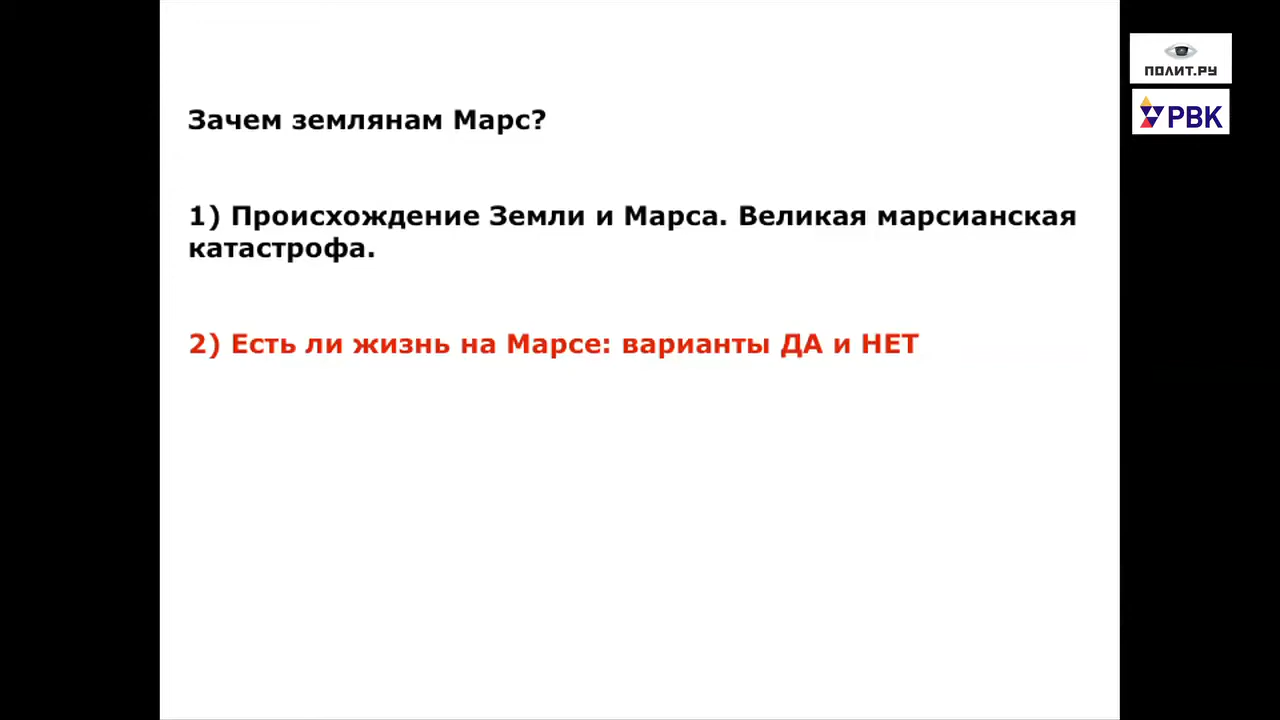 Зачем землянам Марс?
1) Происхождение Земли и Марса. Великая марсианская
катастрофа.
2) Есть ли жизнь на Марсе: варианты ДА и НЕТ
ПОЛИТ.РУ
РВК